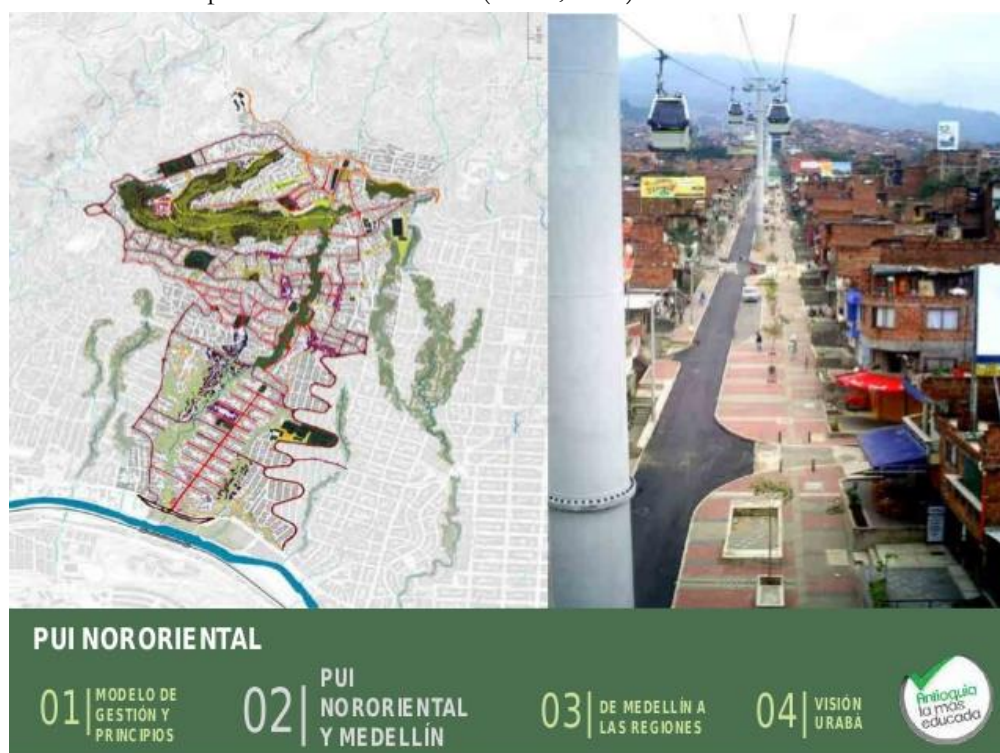 PUI NORORIENTAL
01
MODELO DE
GESTIÓN Y
PRINCIPIOS
02
PUI
NORORIENTAL
Y MEDELLÍN
03
DE MEDELLÍN A
LAS REGIONES
04
VISIÓN
URABÁ
Antioquia
la más
educada